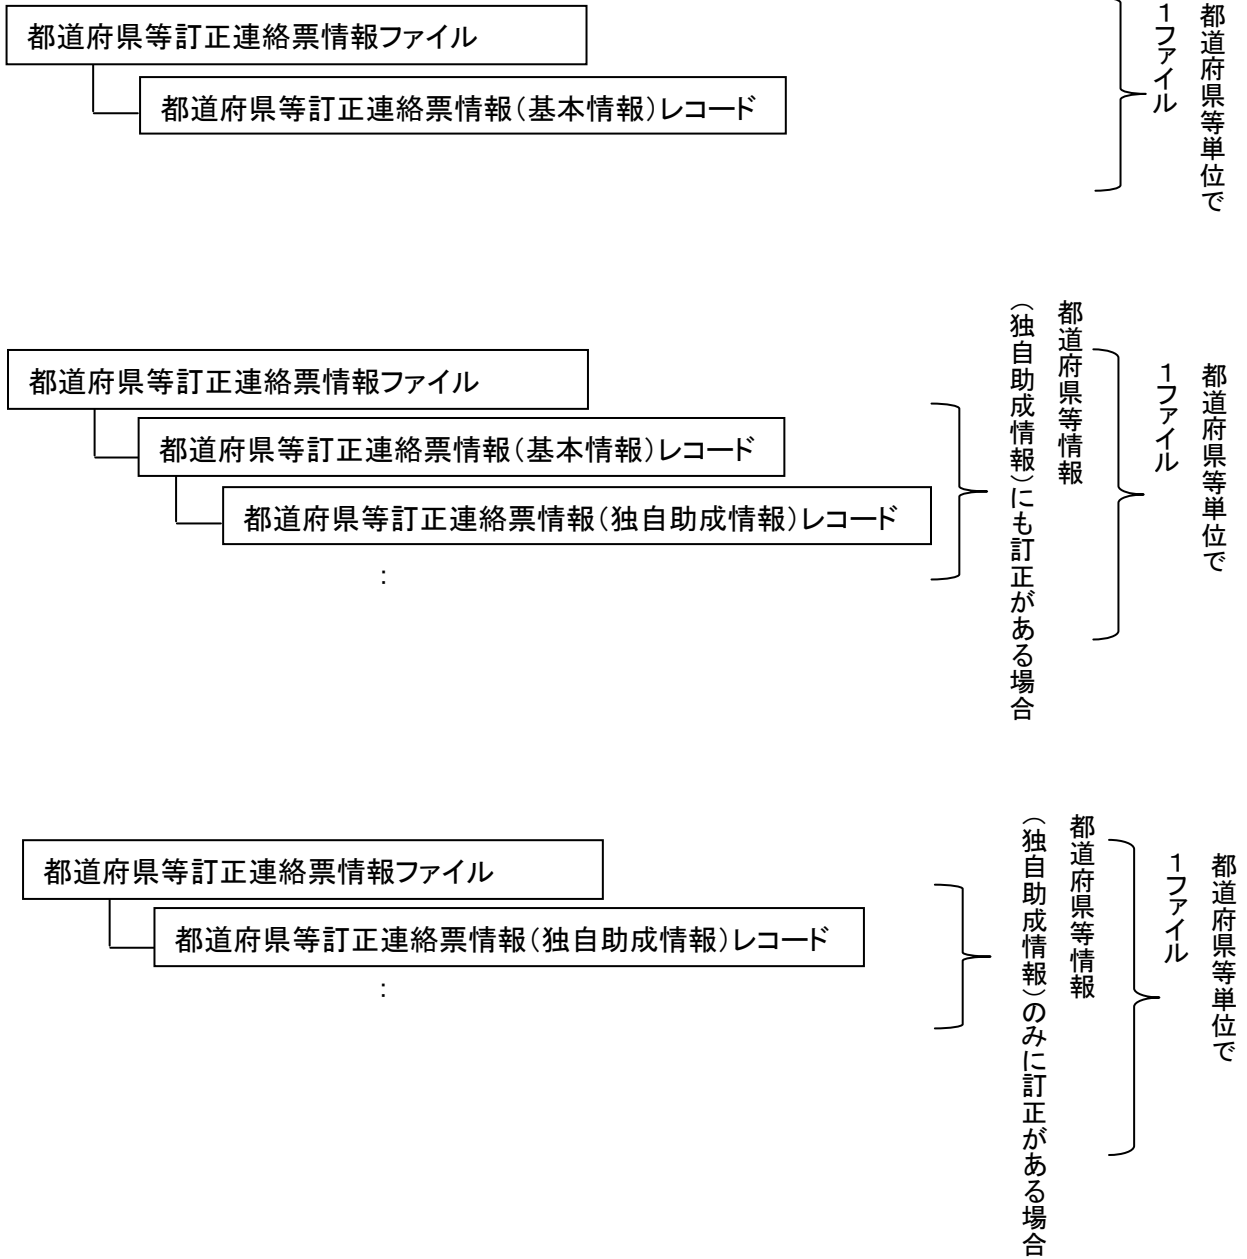 都道府県等訂正連絡票情報ファイル
都道府県等訂正連絡票情報（基本情報）レコード
都道府県等単位で
１ファイル
都道府県等訂正連絡票情報ファイル
都道府県等訂正連絡票情報（基本情報）レコード
都道府県等訂正連絡票情報（独自助成情報）レコード
：
都道府県等情報
（独自助成情報）にも訂正がある場合
都道府県等単位で
１ファイル
都道府県等訂正連絡票情報ファイル
都道府県等訂正連絡票情報（独自助成情報）レコード
：
都道府県等情報
（独自助成情報）のみに訂正がある場合
都道府県等単位で
１ファイル